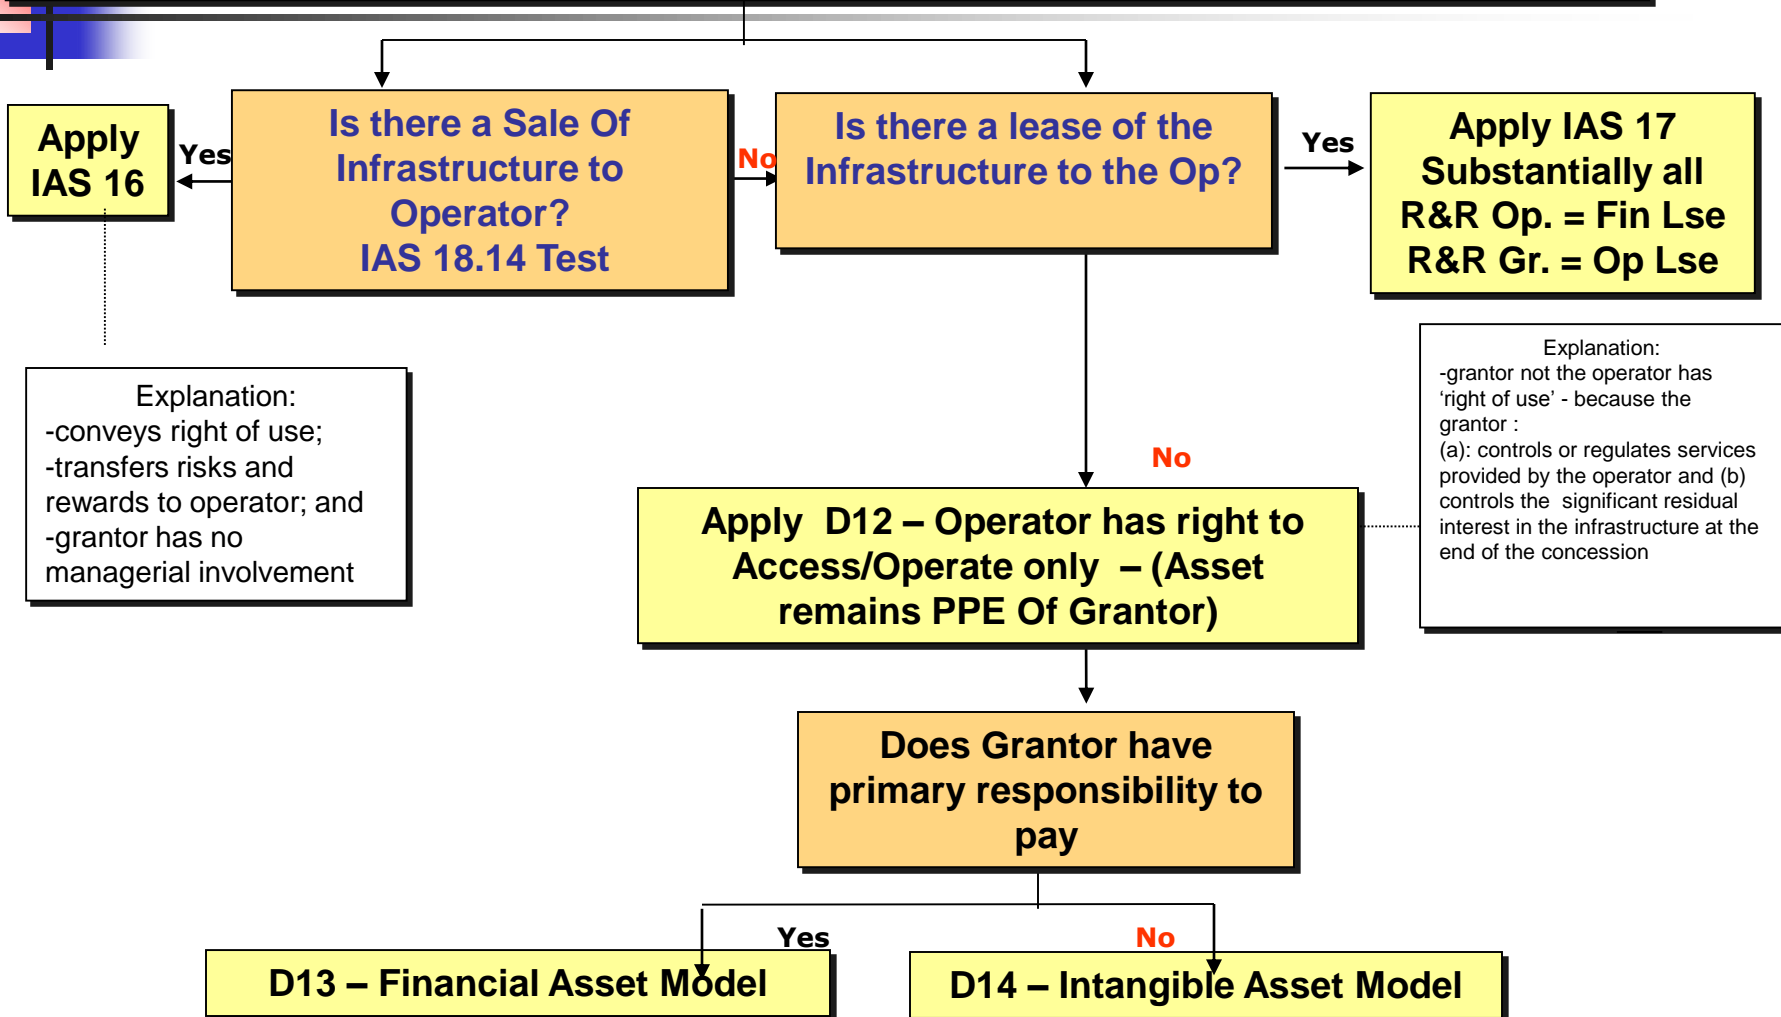 Apply
IAS 16
Yes
Is there a Sale Of
Infrastructure to
Operator?
IAS 18.14 Test
No
Is there a lease of the
Infrastructure to the Op?
Yes
Apply IAS 17
Substantially all
R&R Op. = Fin Lse
R&R Gr. = Op Lse
Explanation:
-conveys right of use;
-transfers risks and
rewards to operator; and
-grantor has no
managerial involvement
Explanation:
-grantor not the operator has
‘right of use’ - because the
grantor :
(a): controls or regulates services
provided by the operator and (b)
controls the significant residual
interest in the infrastructure at the
end of the concession
No
Apply D12 – Operator has right to
Access/Operate only – (Asset
remains PPE Of Grantor)
Does Grantor have
primary responsibility to
pay
Yes
No
D13 – Financial Asset Model
D14 – Intangible Asset Model